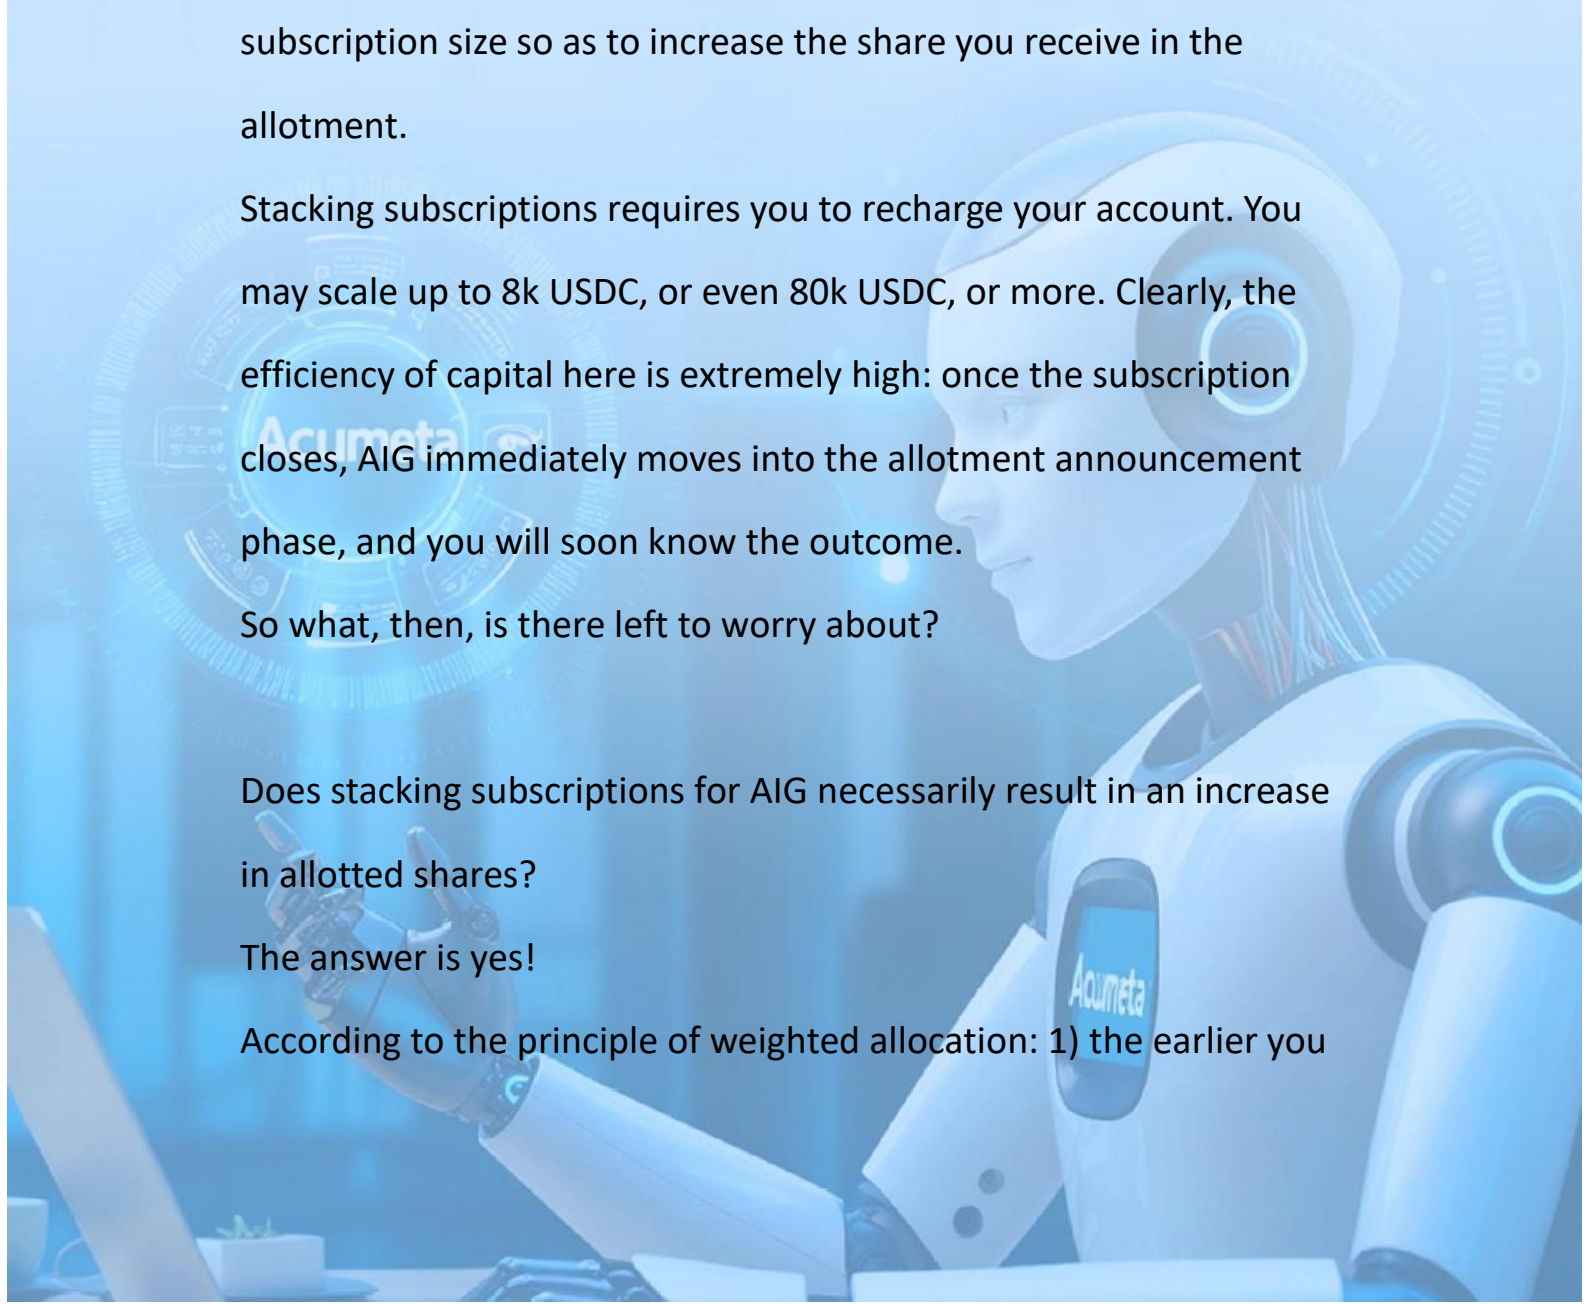 subscription size so as to increase the share you receive in the
allotment.
Stacking subscriptions requires you to recharge your account. You
may scale up to 8k USDC, or even 80k USDC, or more. Clearly, the
efficiency of capital here is extremely high: once the subscription
Acumeta
closes, AIG immediately moves into the allotment announcement
phase, and you will soon know the outcome.
So what, then, is there left to worry about?
Does stacking subscriptions for AIG necessarily result in an increase
in allotted shares?
The answer is yes!
Acumeta
According to the principle of weighted allocation: 1) the earlier you